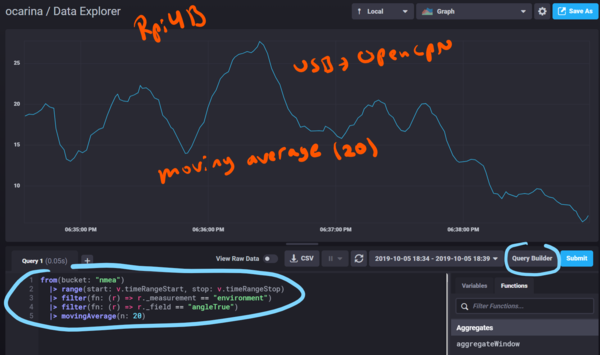 ocarina / Data Explorer
Local
Graph
Save As
Rpi4B
USB → OpenCPN
moving average (20)
25
20
15
10
06:35:00 PM
06:36:00 PM
06:37:00 PM
06:38:00 PM
Query 1 (0.05s)
+
View Raw Data
CSV
2019-10-05 18:34 - 2019-10-05 18:39
Query Builder
Submit
1 from(bucket: "nmea")
2 |> range(start: v.timeRangeStart, stop: v.timeRangeStop)
3 |> filter(fn: (r) => r._measurement == "environment")
4 |> filter(fn: (r) => r._field == "angleTrue")
5 |> movingAverage(n: 20)
Variables Functions
Filter Functions...
Aggregates
aggregateWindow